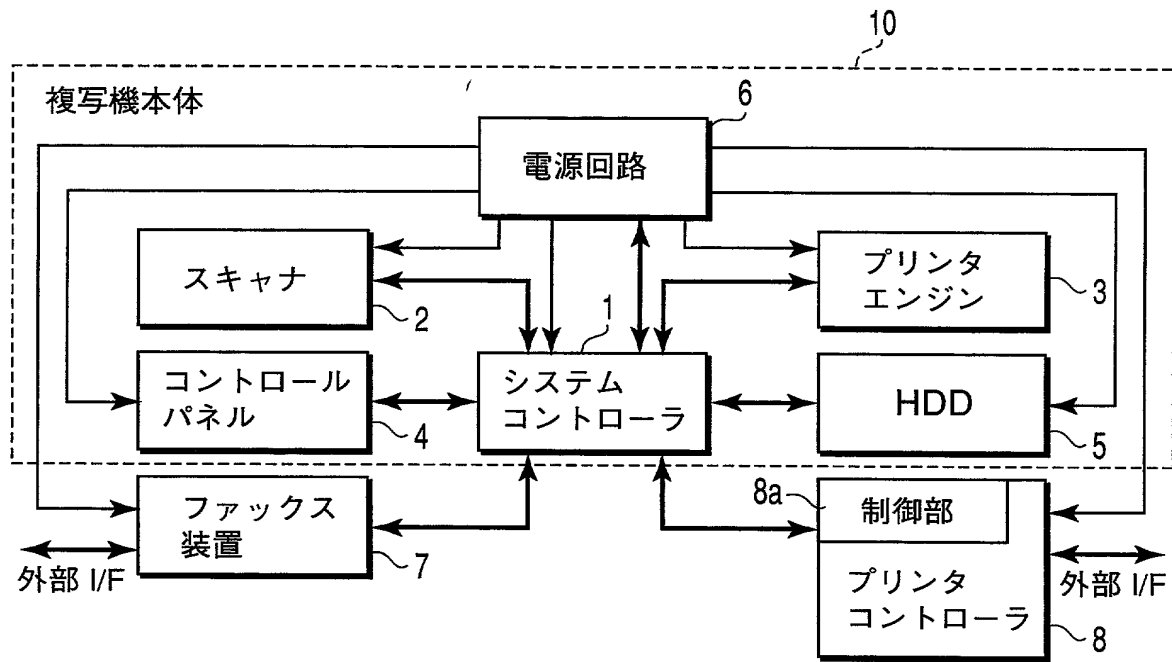 10
複写機本体
6
電源回路
スキャナ
2
プリンタ
エンジン
3
1
システム
コントローラ
コントロール
パネル
4
HDD
5
ファックス
装置
7
外部 I/F
8a
制御部
プリンタ
コントローラ
8
外部 I/F